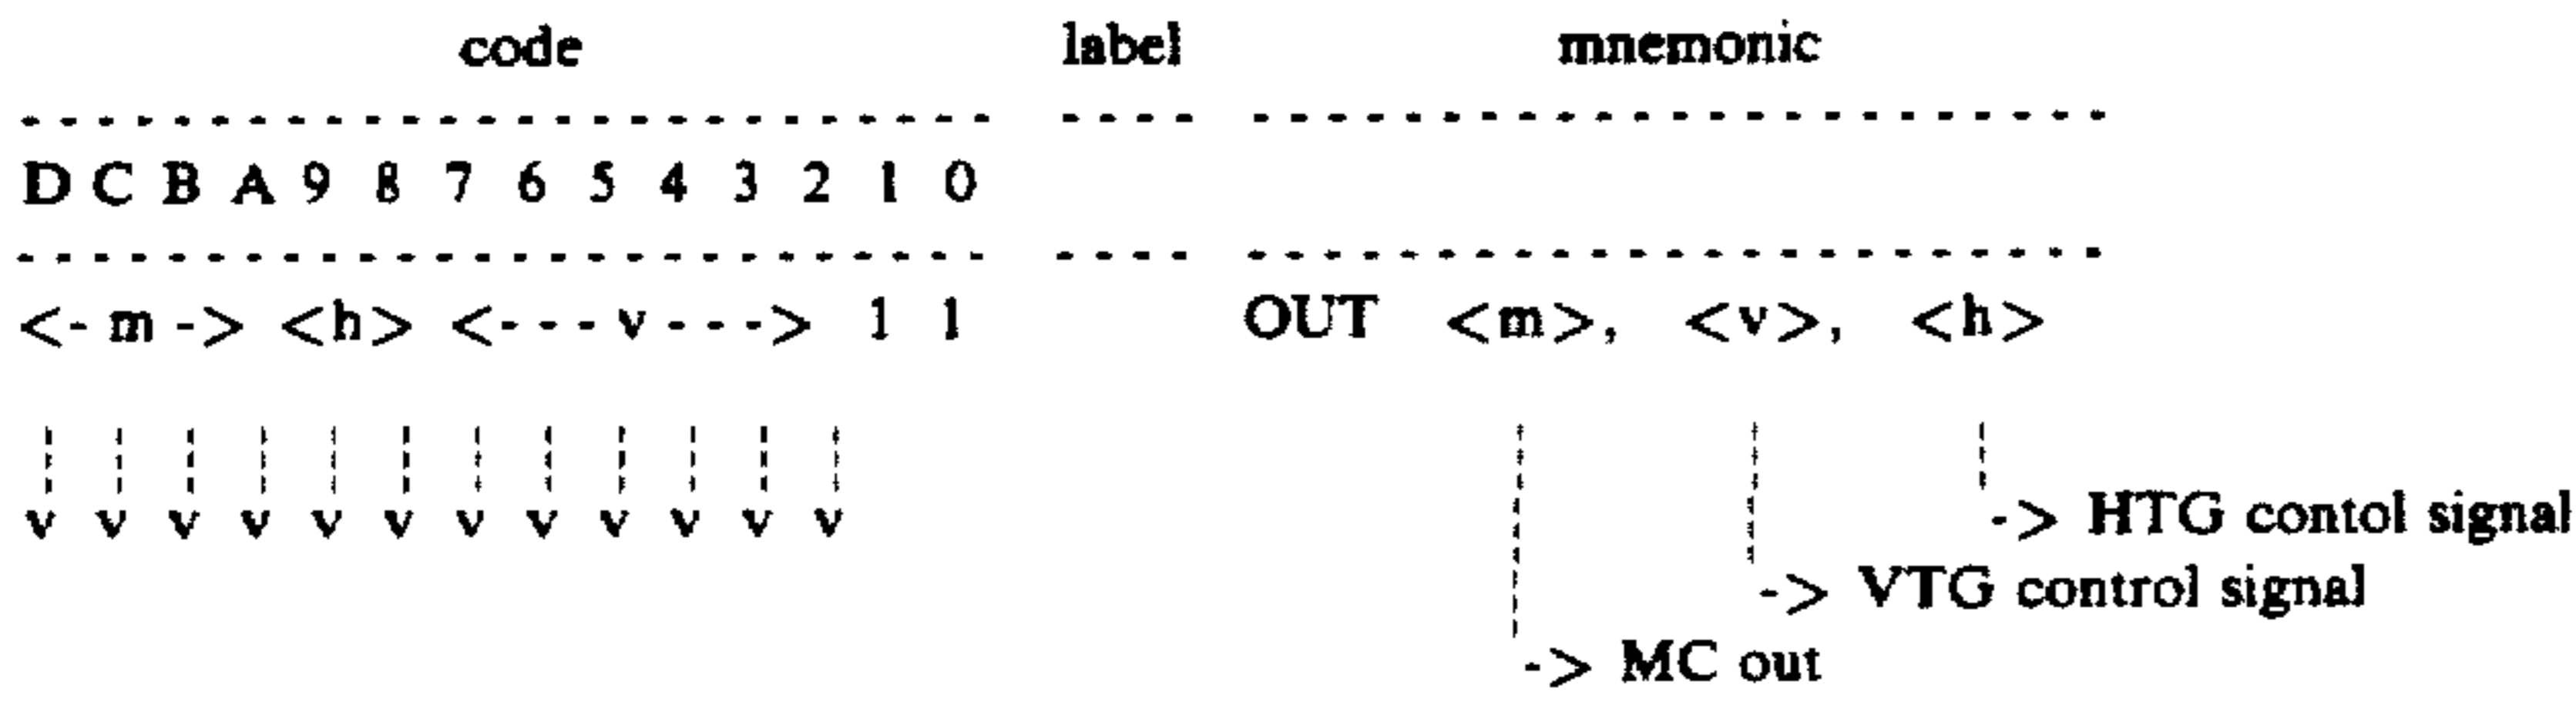 code label mnemonic
- - - - - - - - - - - - - - - - - - - - - - - - - - - - - - - - - - - - - - - - - - - - - - - - - - - - -
D C B A 9 8 7 6 5 4 3 2 1 0
- - - - - - - - - - - - - - - - - - - - - - - - - - - - - - - - - - - - - - - - - - - - - - - - - - - - -
<- m -> <h> <- - - v - - -> 1 1 OUT <m>, <v>, <h>
v v v v v v v v v v v v -> HTG contol signal
-> VTG control signal
-> MC out